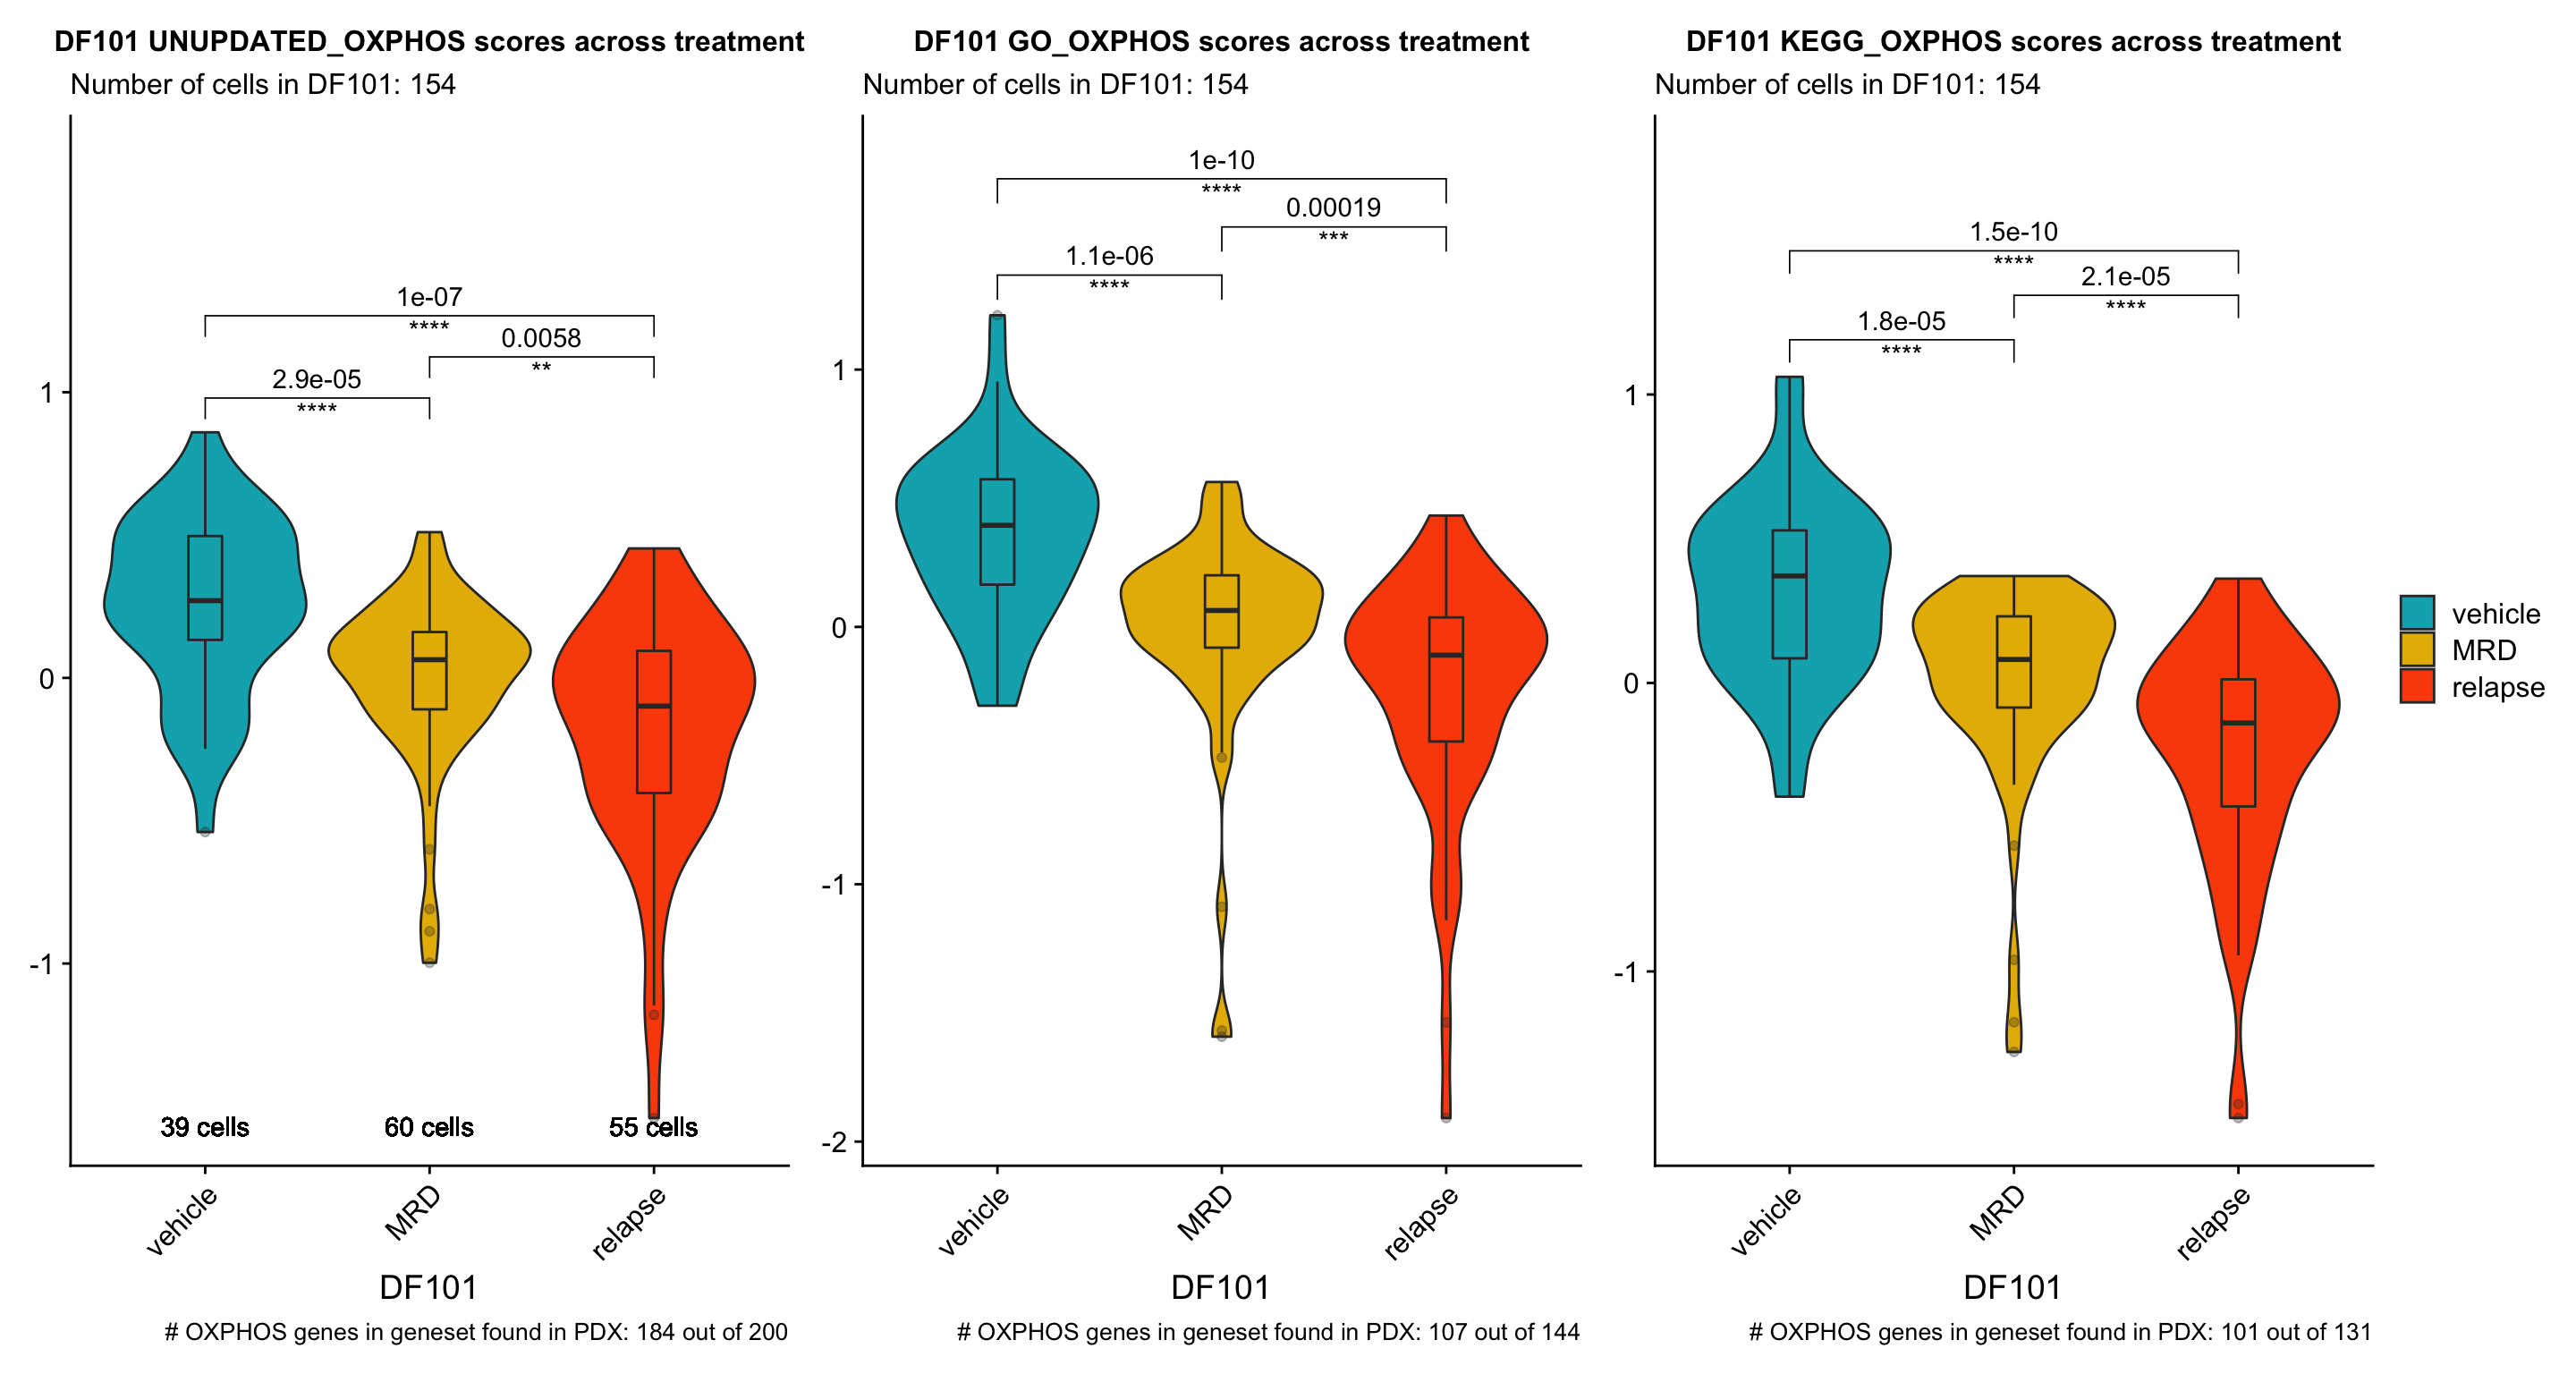 DF101 UNUPDATED_OXPHOS scores across treatment
Number of cells in DF101: 154
1e-07
****
0.0058
**
2.9e-05
****
1
0
-1
39 cells
60 cells
55 cells
vehicle
MRD
relapse
DF101
# OXPHOS genes in geneset found in PDX: 184 out of 200
DF101 GO_OXPHOS scores across treatment
Number of cells in DF101: 154
1e-10
****
0.00019
***
1.1e-06
****
1
0
-1
-2
vehicle
MRD
relapse
DF101
# OXPHOS genes in geneset found in PDX: 107 out of 144
DF101 KEGG_OXPHOS scores across treatment
Number of cells in DF101: 154
1.5e-10
****
2.1e-05
****
1.8e-05
****
1
0
-1
vehicle
MRD
relapse
DF101
# OXPHOS genes in geneset found in PDX: 101 out of 131
vehicle
MRD
relapse